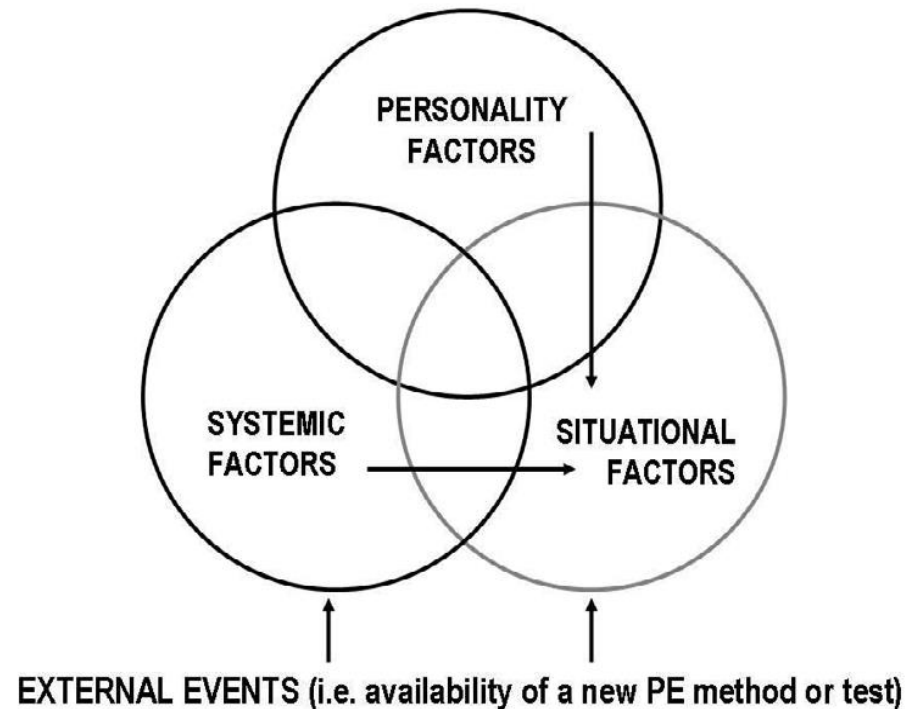 PERSONALITY
FACTORS
SYSTEMIC
FACTORS
SITUATIONAL
FACTORS
EXTERNAL EVENTS (i.e. availability of a new PE method or test)